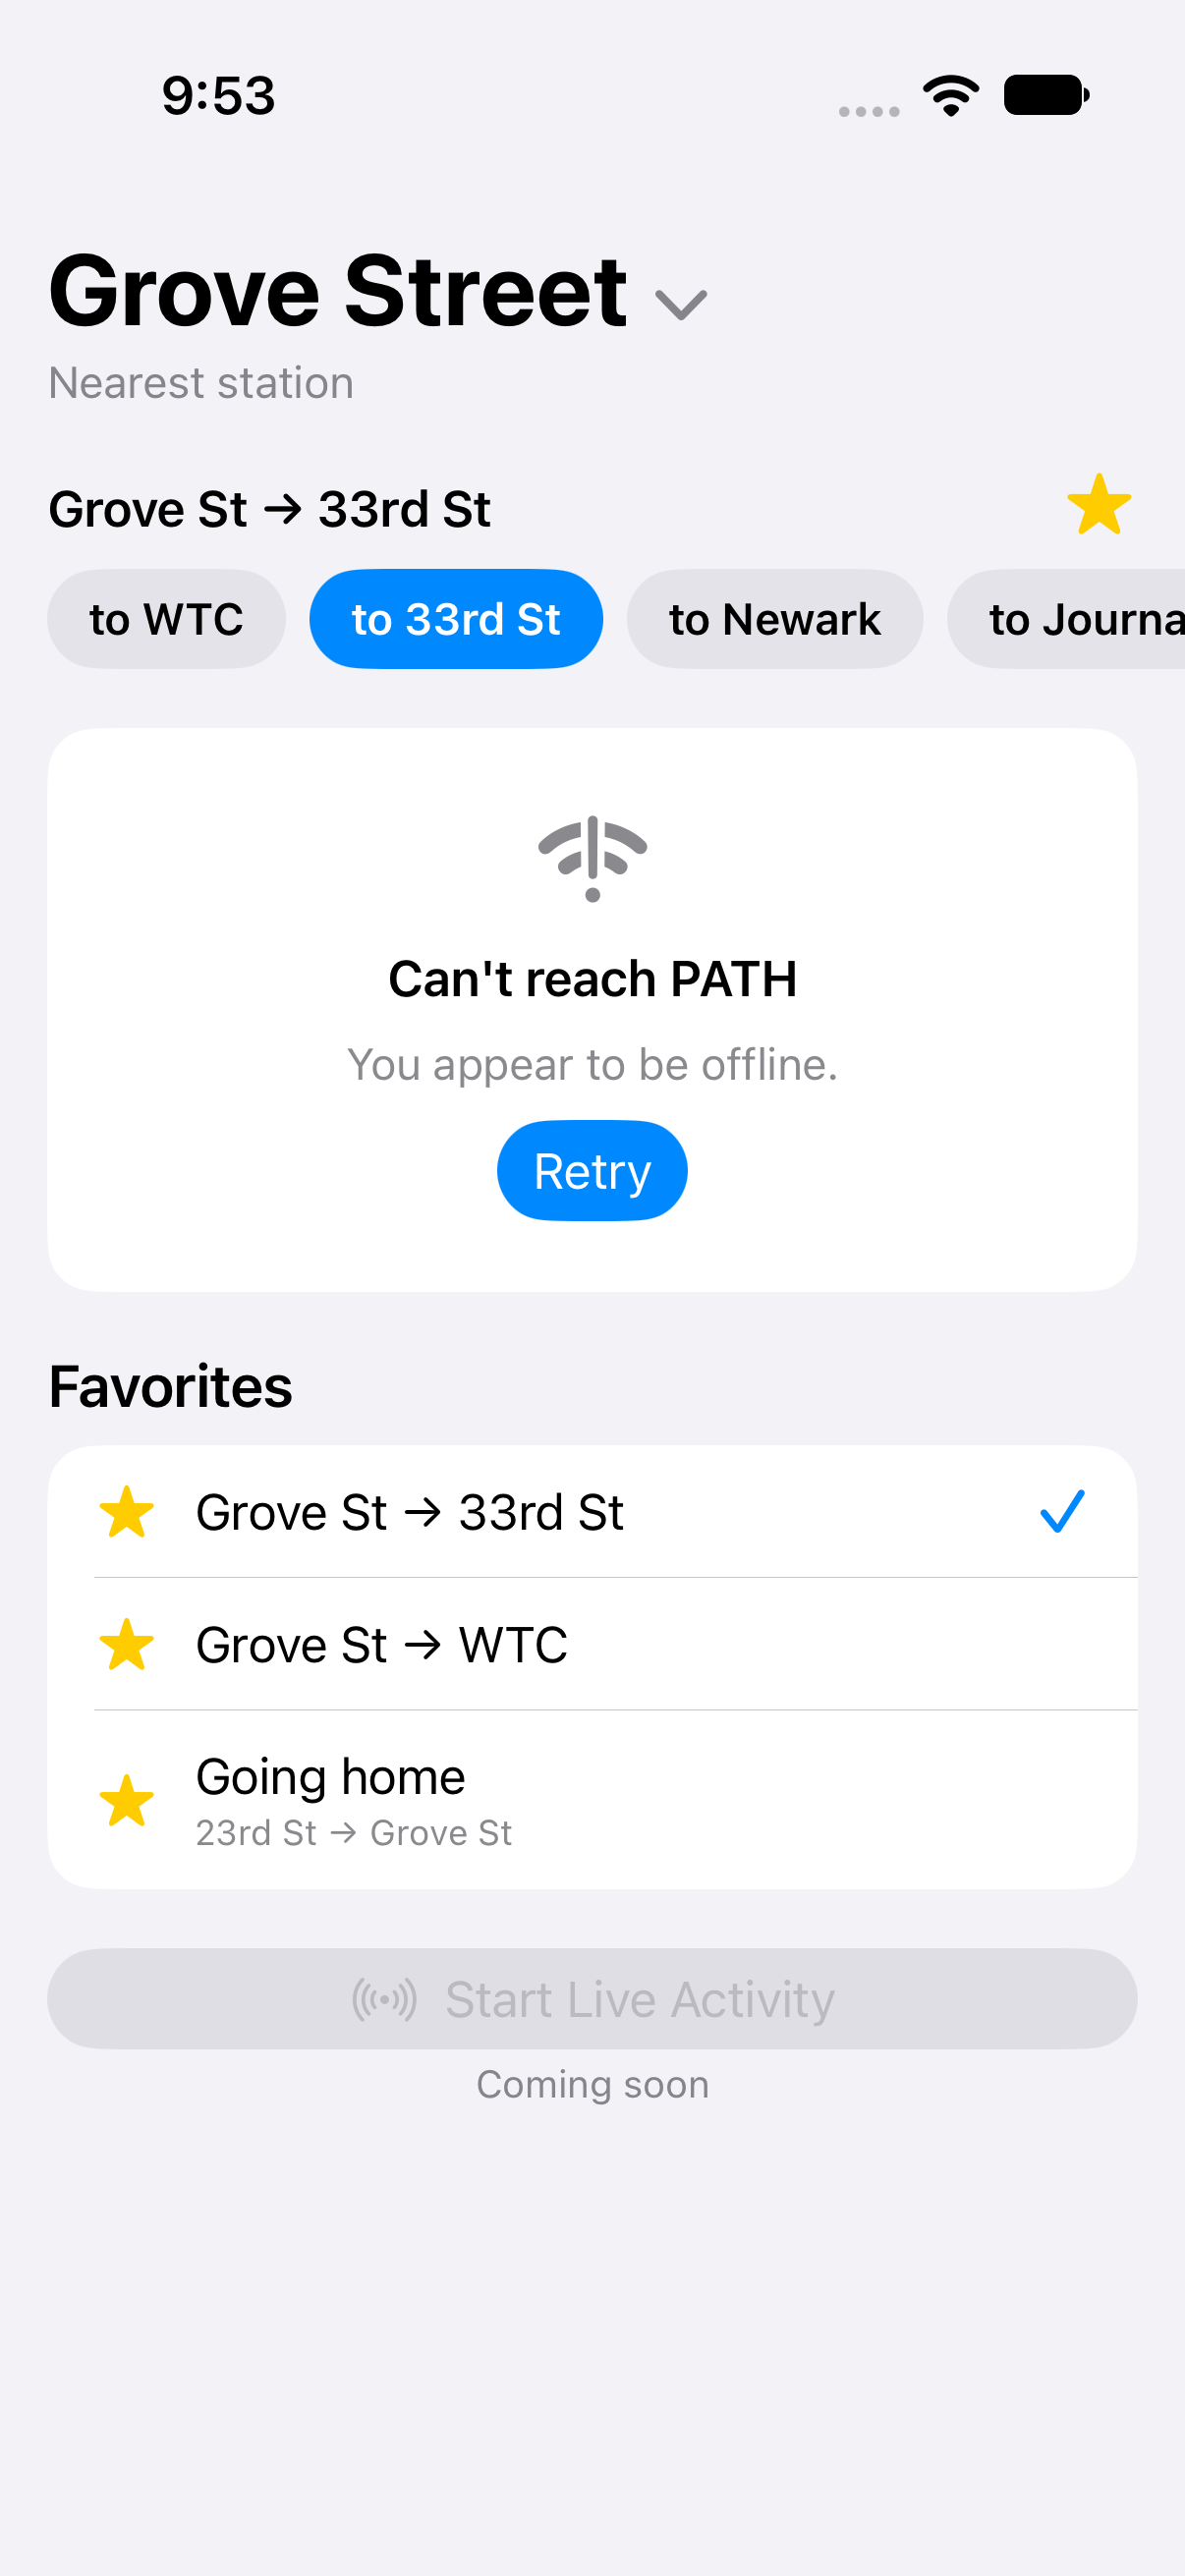 9:53
Grove Street
Nearest station
Grove St → 33rd St
to WTC
to 33rd St
to Newark
to Journa
Can't reach PATH
You appear to be offline.
Retry
Favorites
Grove St → 33rd St
Grove St → WTC
Going home
23rd St → Grove St
Start Live Activity
Coming soon